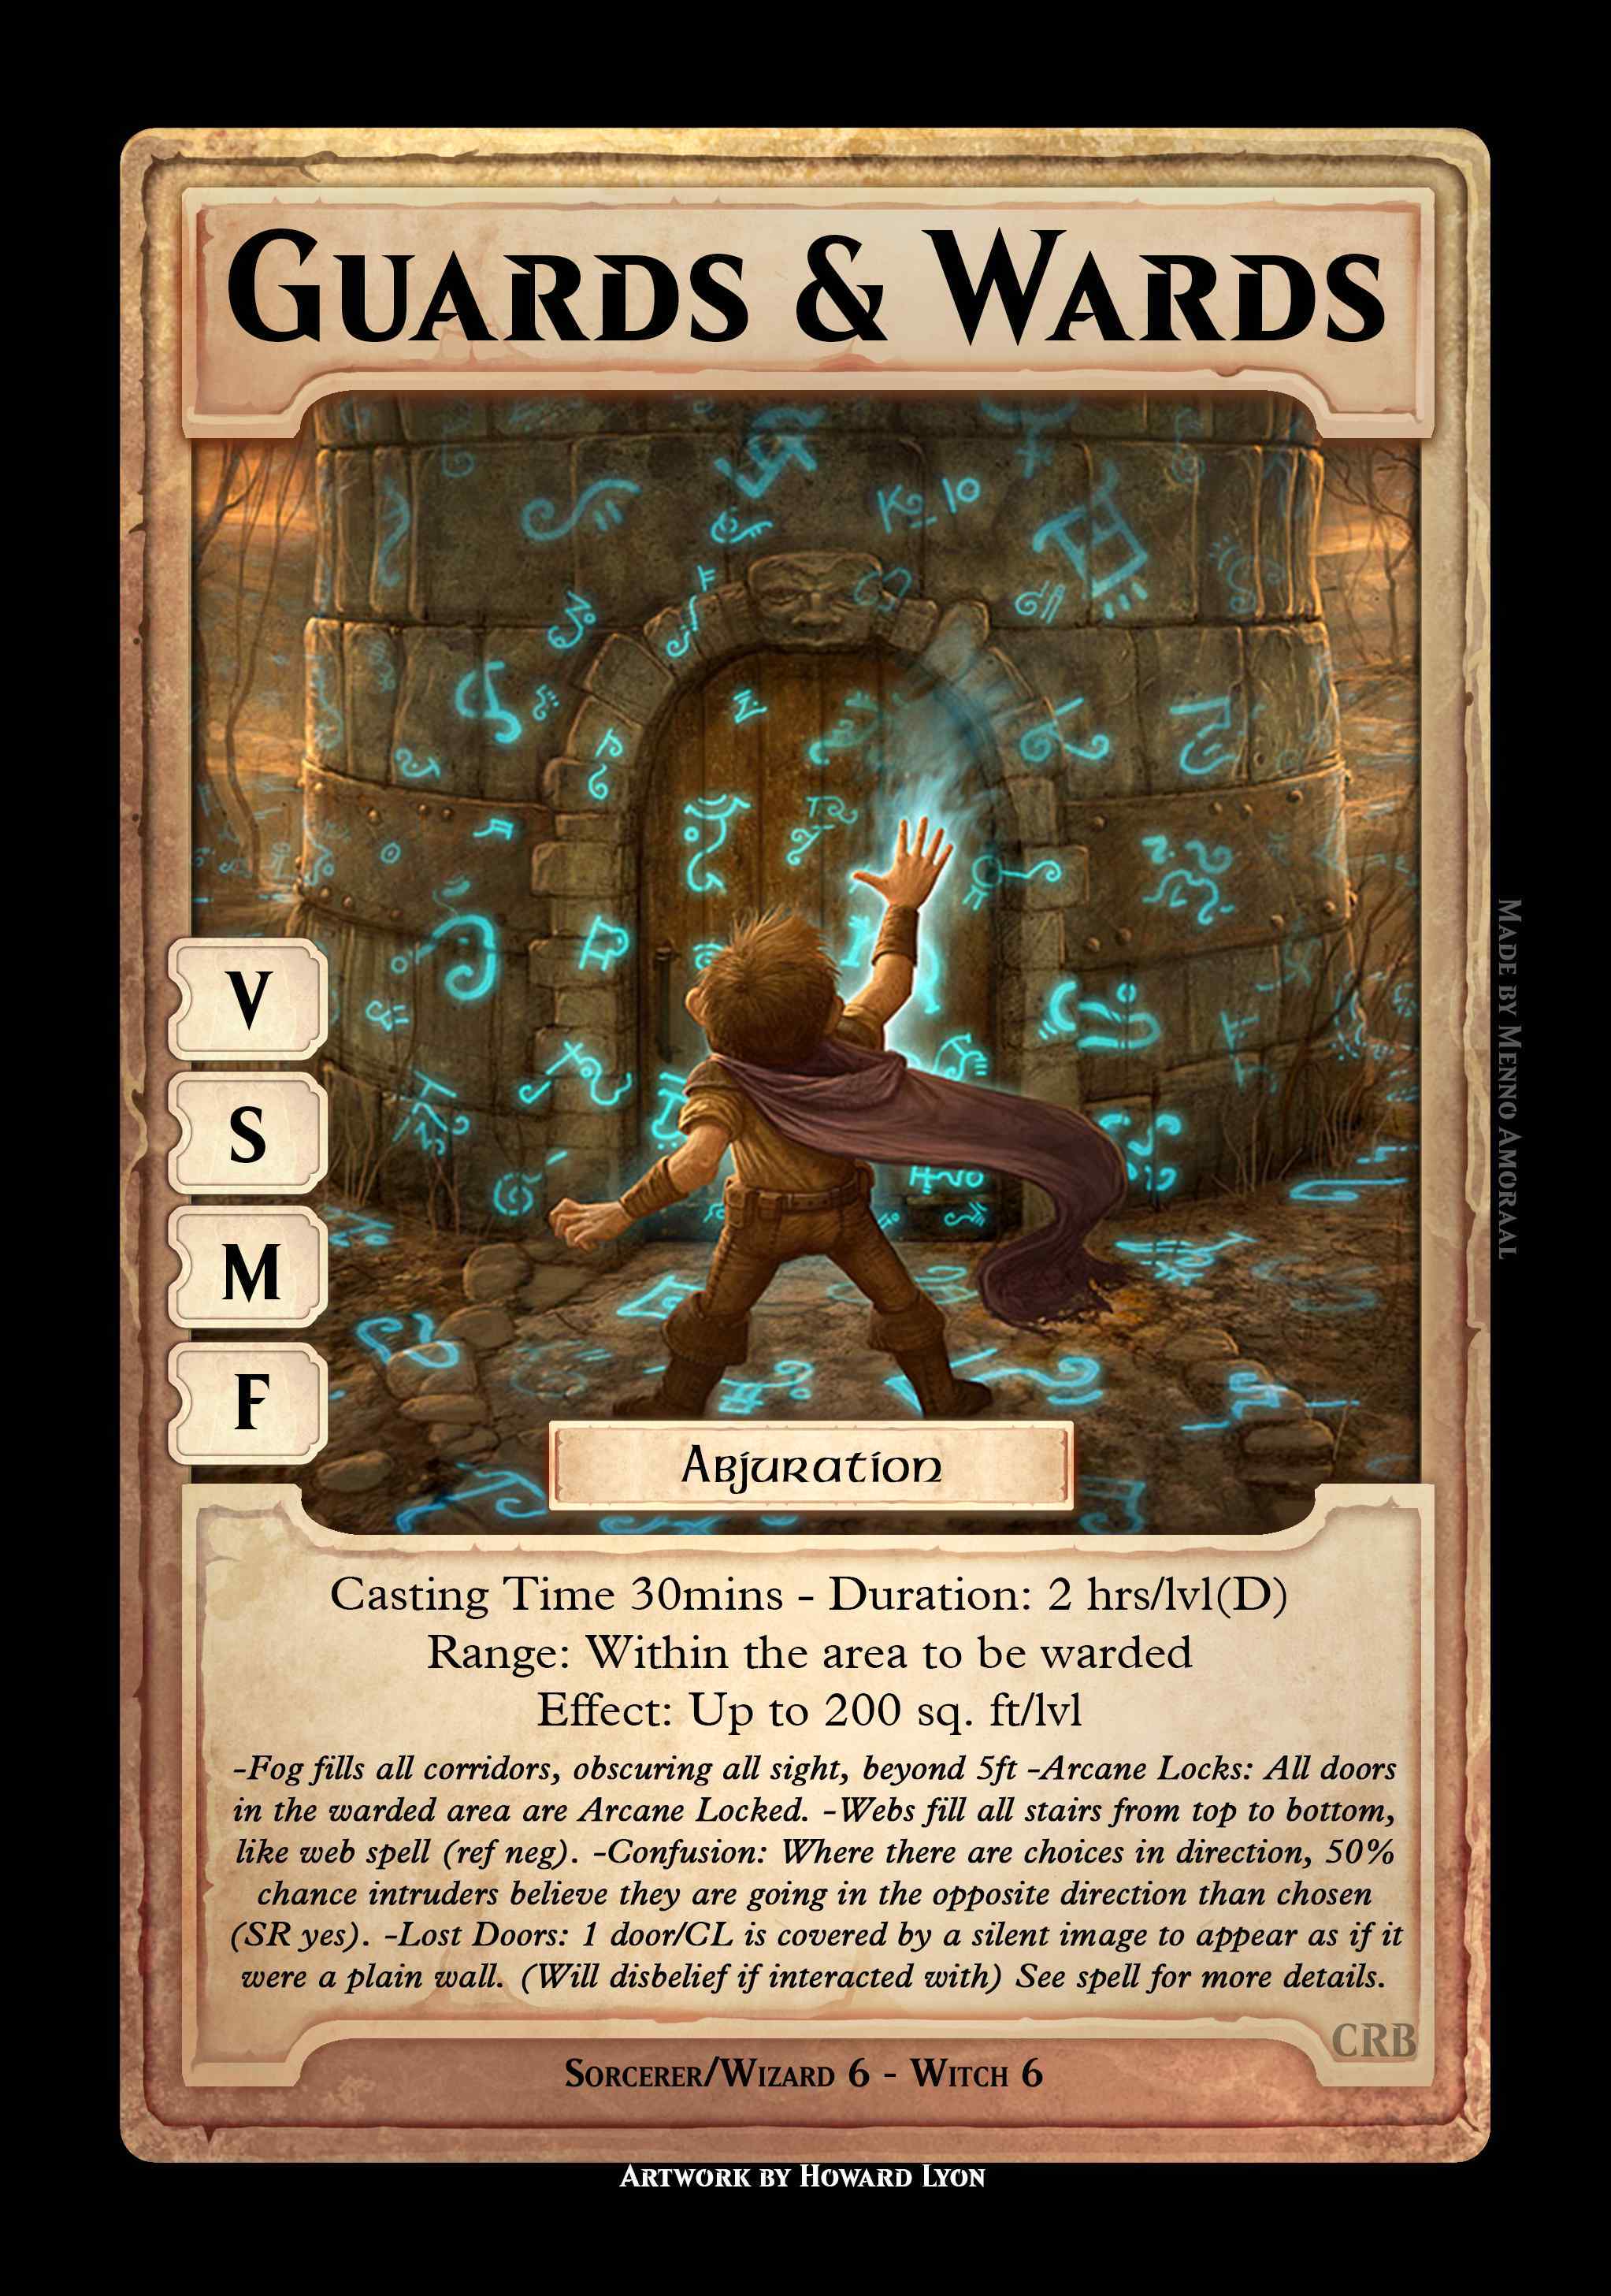 Guards & Wards
K2 10
V
S
M
F
Abjuration
Casting Time 30mins - Duration: 2 hrs/lvl(D)
Range: Within the area to be warded
Effect: Up to 200 sq. ft/lvl
-Fog fills all corridors, obscuring all sight, beyond 5ft -Arcane Locks: All doors
in the warded area are Arcane Locked. -Webs fill all stairs from top to bottom,
like web spell (ref neg). -Confusion: Where there are choices in direction, 50%
chance intruders believe they are going in the opposite direction than chosen
(SR yes). -Lost Doors: 1 door/CL is covered by a silent image to appear as if it
were a plain wall. (Will disbelief if interacted with) See spell for more details.
CRB
Sorcerer/Wizard 6 - Witch 6
Artwork by Howard Lyon
Made by Menno Amoraal